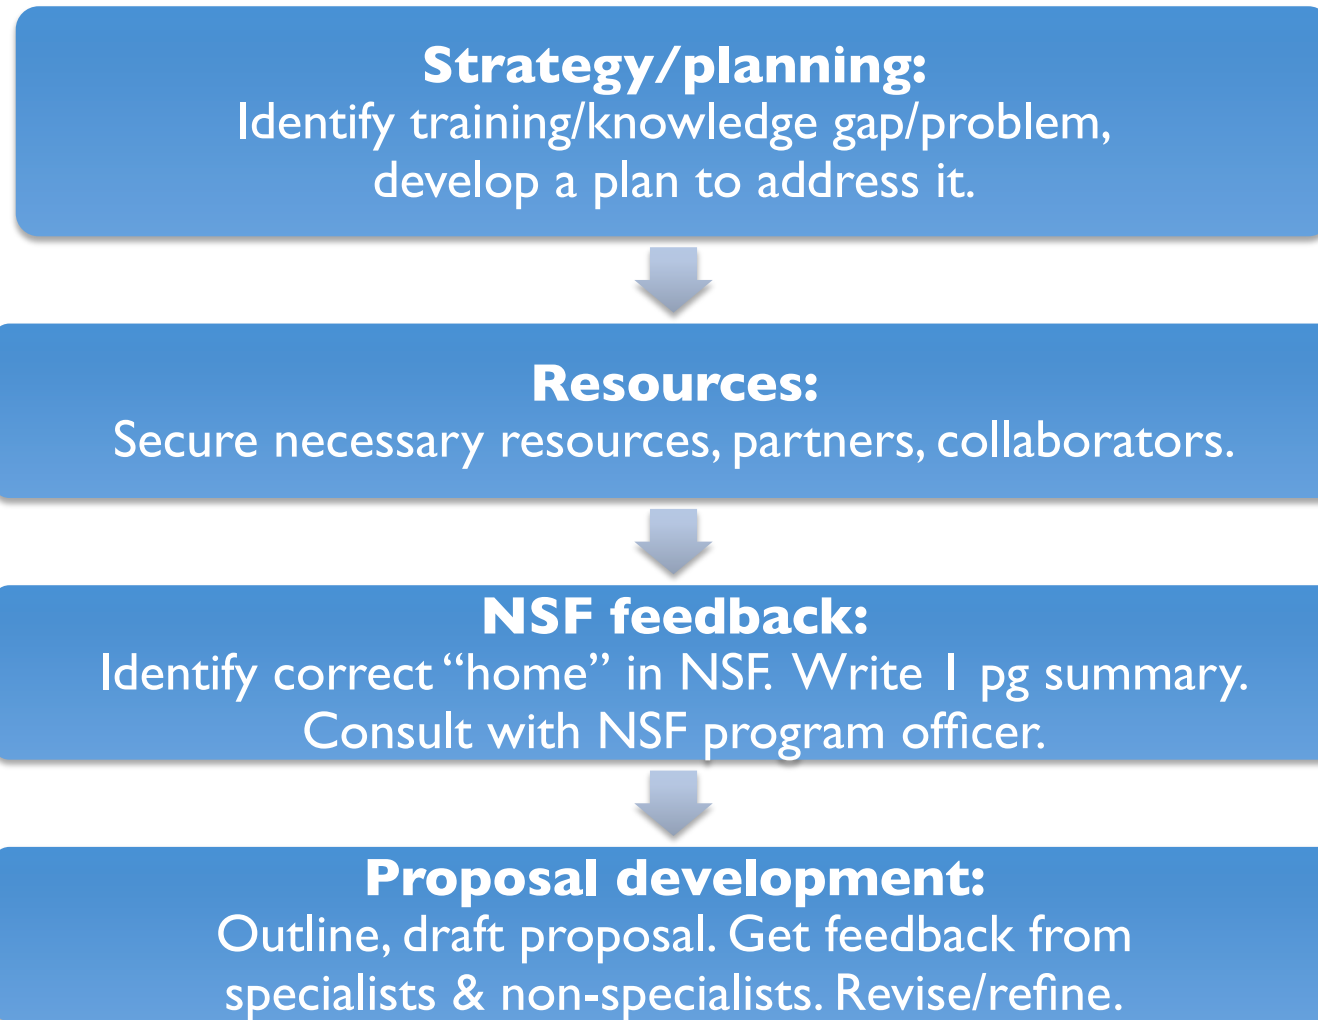 Strategy/planning:
Identify training/knowledge gap/problem,
develop a plan to address it.
Resources:
Secure necessary resources, partners, collaborators.
NSF feedback:
Identify correct “home” in NSF. Write 1 pg summary.
Consult with NSF program officer.
Proposal development:
Outline, draft proposal. Get feedback from
specialists & non-specialists. Revise/refine.